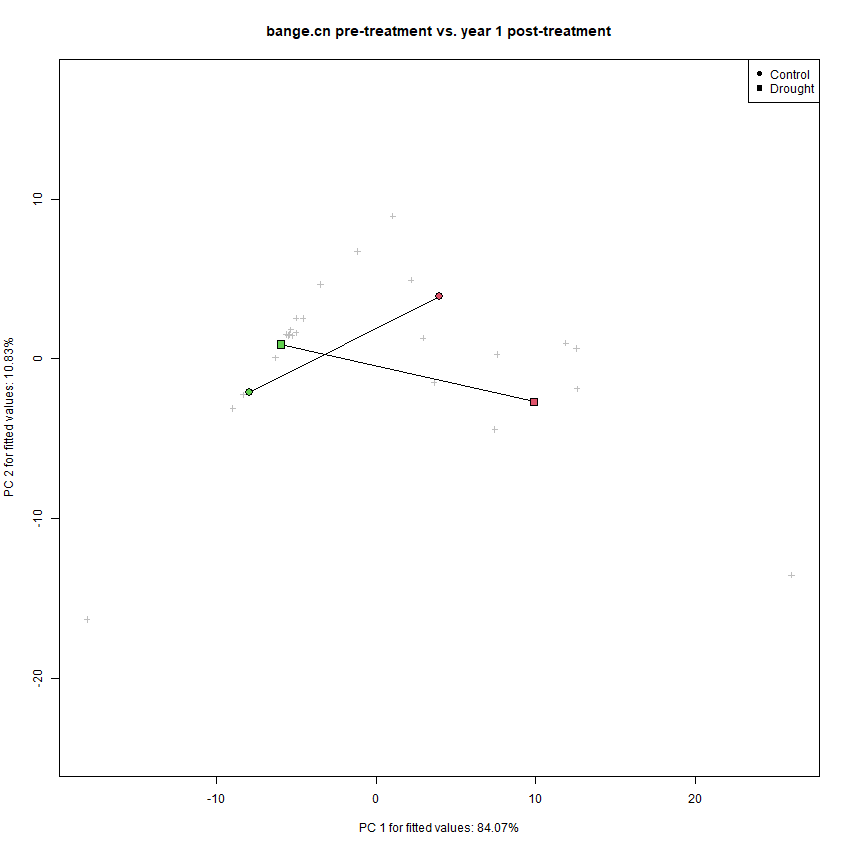 bange.cn pre-treatment vs. year 1 post-treatment
Control
Drought
10
0
-10
-20
PC 2 for fitted values: 10.83%
-10
0
10
20
PC 1 for fitted values: 84.07%